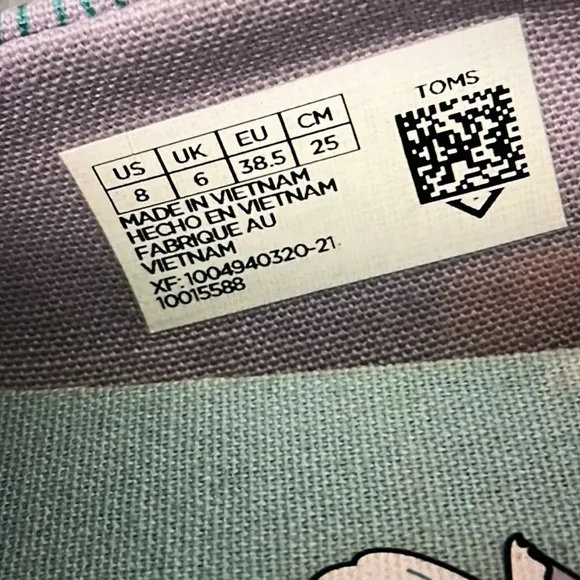 TOMS
US UK EU CM
8 6 38.5 25
MADE IN VIETNAM
HECHO EN VIETNAM
FABRIQUE AU
VIETNAM
XF: 1004940320-21
10015588